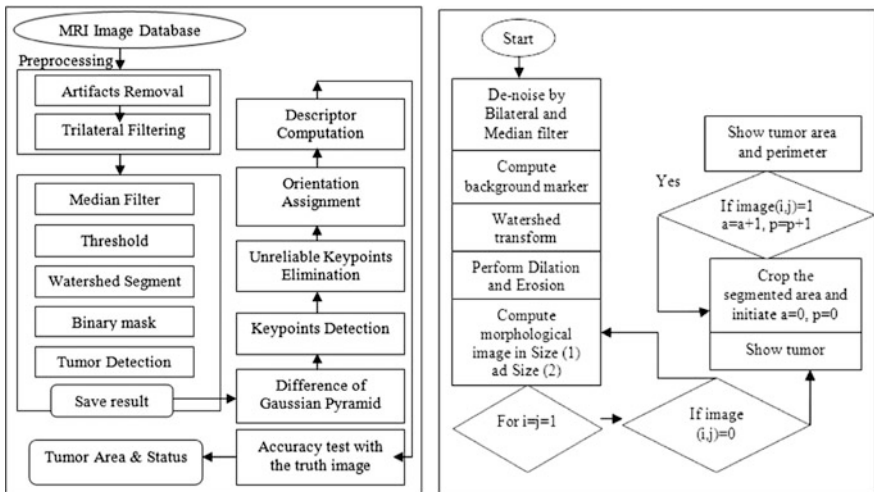 MRI Image Database
Preprocessing
Artifacts Removal
Trilateral Filtering
Median Filter
Threshold
Watershed Segment
Binary mask
Tumor Detection
Save result
Tumor Area & Status
Descriptor
Computation
Orientation
Assignment
Unreliable Keypoints
Elimination
Keypoints Detection
Difference of
Gaussian Pyramid
Accuracy test with
the truth image
Start
De-noise by
Bilateral and
Median filter
Compute
background
marker
Watershed
transform
Perform Dilation
and Erosion
Compute
morphological
image in Size (1)
ad Size (2)
For i=j=1
If image
(i,j)=0
Show tumor area
and perimeter
Yes
If image(i,j)=1
a=a+1, p=p+1
Crop the
segmented area and
initiate a=0, p=0
Show tumor